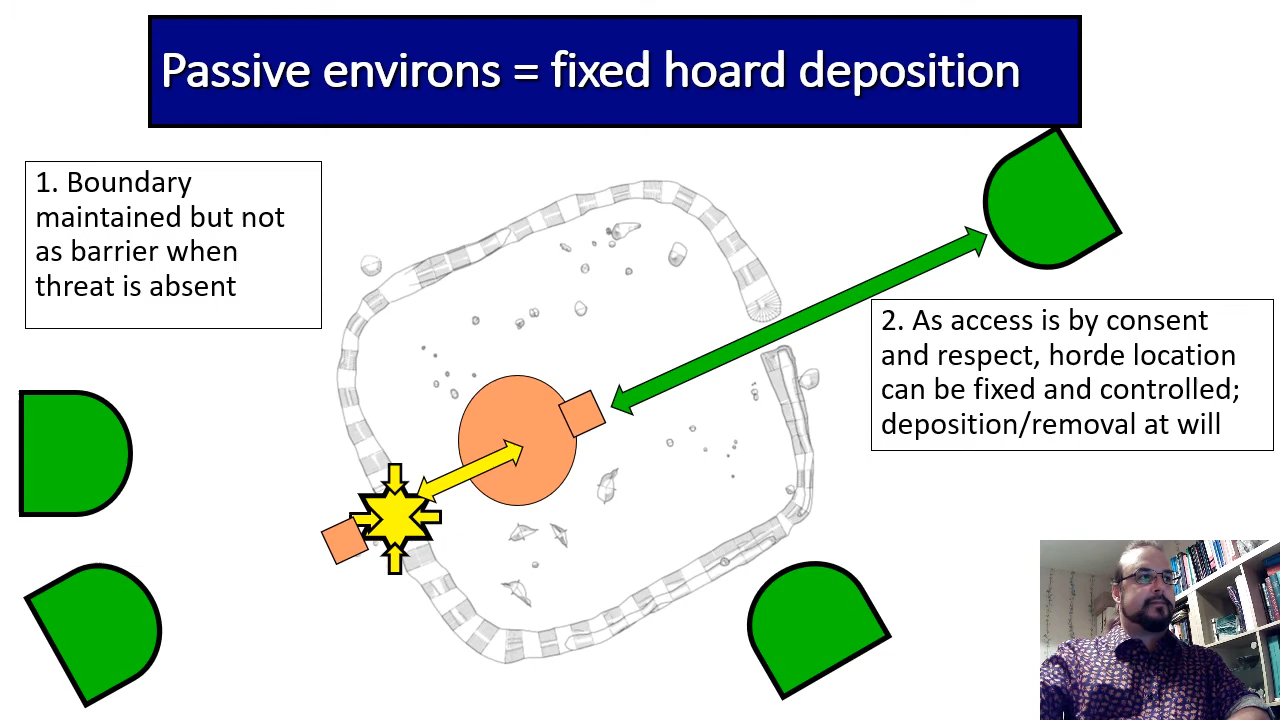 Passive environs = fixed hoard deposition
1. Boundary
maintained but not
as barrier when
threat is absent
2. As access is by consent
and respect, horde location
can be fixed and controlled;
deposition/removal at will